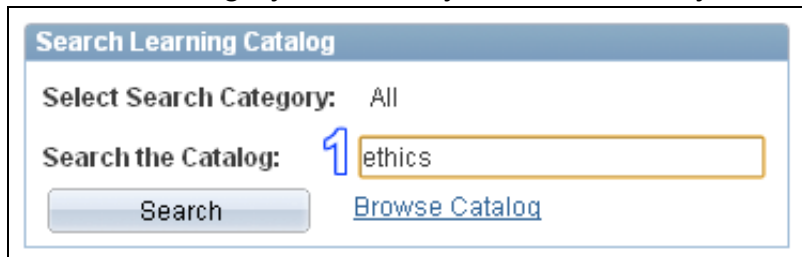 Search Learning Catalog
Select Search Category: All
Search the Catalog: 1 ethics
Search Browse Catalog